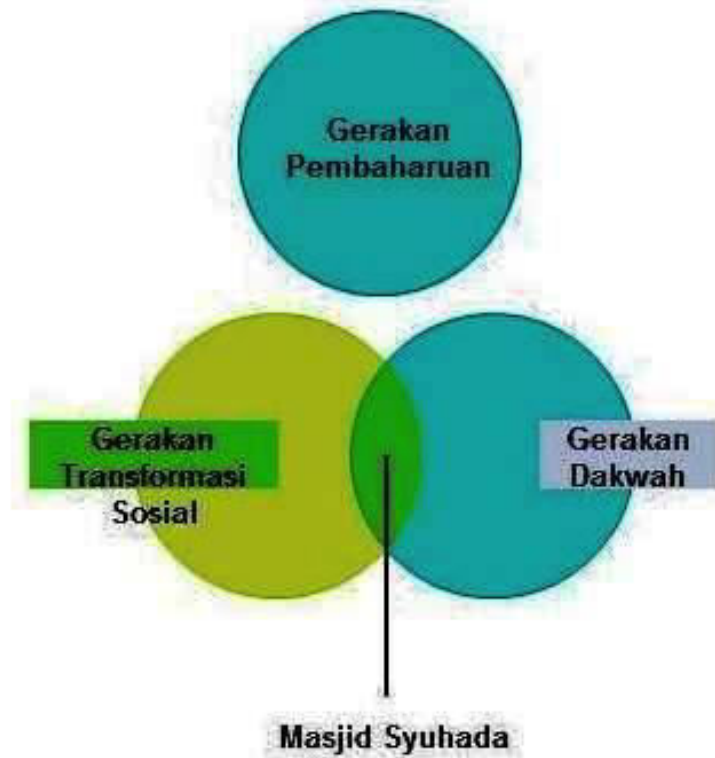 Gerakan
Pembaharuan
Gerakan
Transformasi
Sosial
Gerakan
Dakwah
Masjid Syuhada